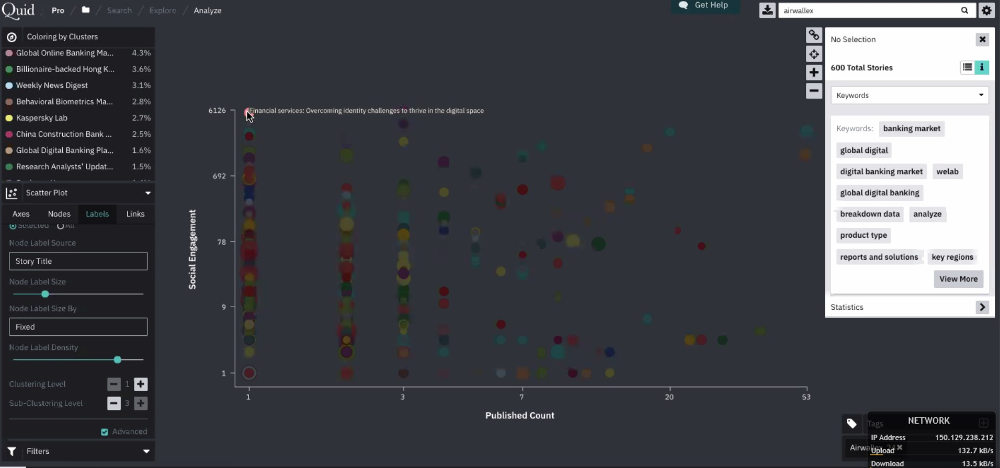 Quid Pro / / Search / Explore / Analyze
Get Help
airwallex
Coloring by Clusters
Global Online Banking Ma... 4.3%
Billionaire-backed Hong K... 3.6%
Weekly News Digest 3.1%
Behavioral Biometrics Ma... 2.8%
Kaspersky Lab 2.7%
China Construction Bank ... 2.5%
Global Digital Banking Pla... 1.6%
Research Analysts' Updat... 1.5%
Scatter Plot
Axes Nodes Labels Links
Selected All
Node Label Source
Story Title
Node Label Size
Node Label Size By
Fixed
Node Label Density
Clustering Level 1
Sub-Clustering Level 3
Advanced
Filters
Financial services: Overcoming identity challenges to thrive in the digital space
Social Engagement
6126
692
78
9
1
1 3 7 20 53
Published Count
No Selection
600 Total Stories
Keywords
Keywords: banking market
global digital
digital banking market welab
global digital banking
breakdown data analyze
product type
reports and solutions key regions
View More
Statistics
Tags
NETWORK
IP Address 150.129.238.212
Upload 132.7 kB/s
Download 13.5 kB/s